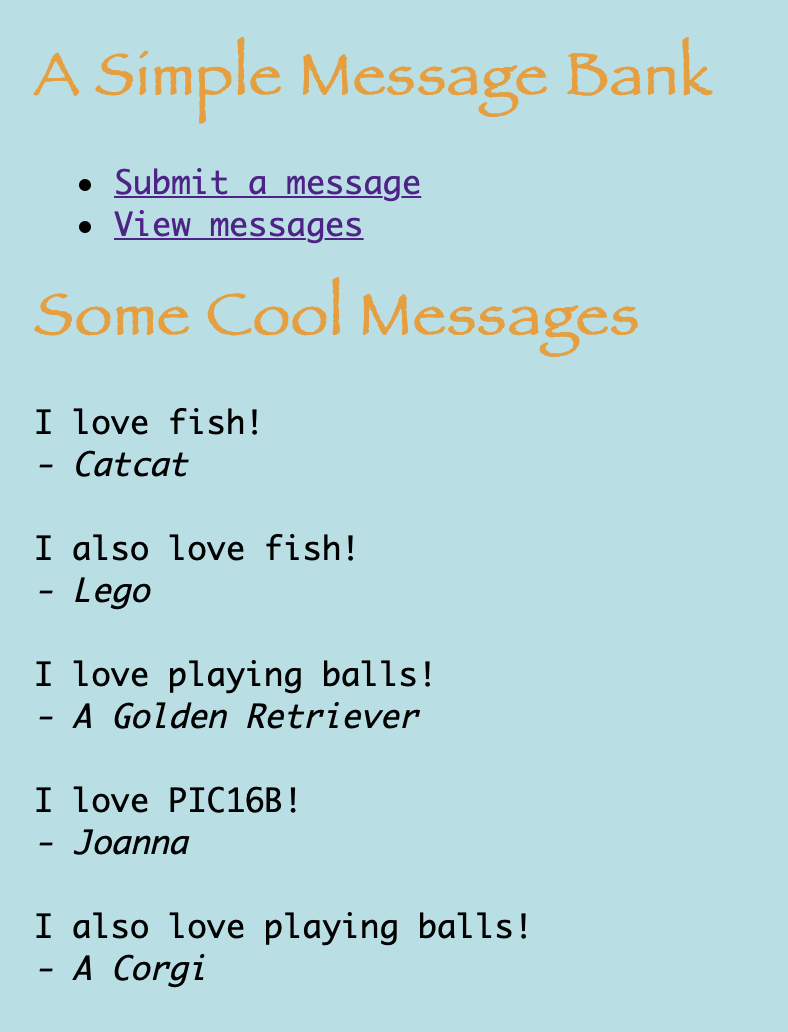 A Simple Message Bank
Submit a message
View messages
Some Cool Messages
I love fish!
- Catcat
I also love fish!
- Lego
I love playing balls!
- A Golden Retriever
I love PIC16B!
- Joanna
I also love playing balls!
- A Corgi